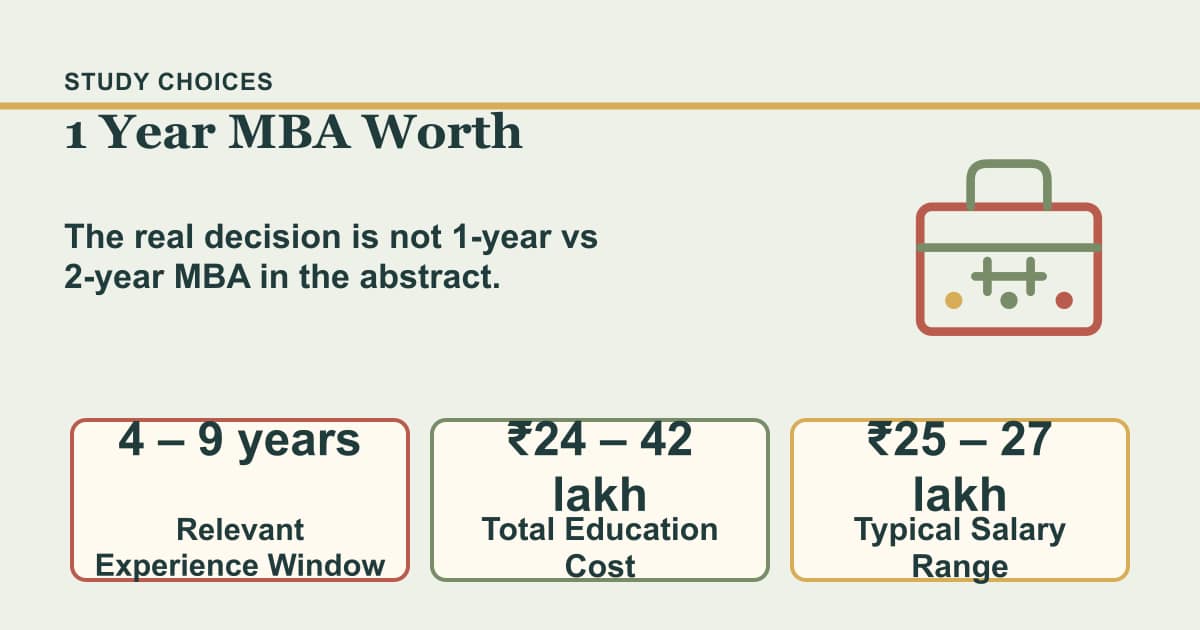 STUDY CHOICES
1 Year MBA Worth
The real decision is not 1-year vs
2-year MBA in the abstract.
4 – 9 years
Relevant
Experience Window
₹24 – 42
lakh
Total Education
Cost
₹25 – 27
lakh
Typical Salary
Range